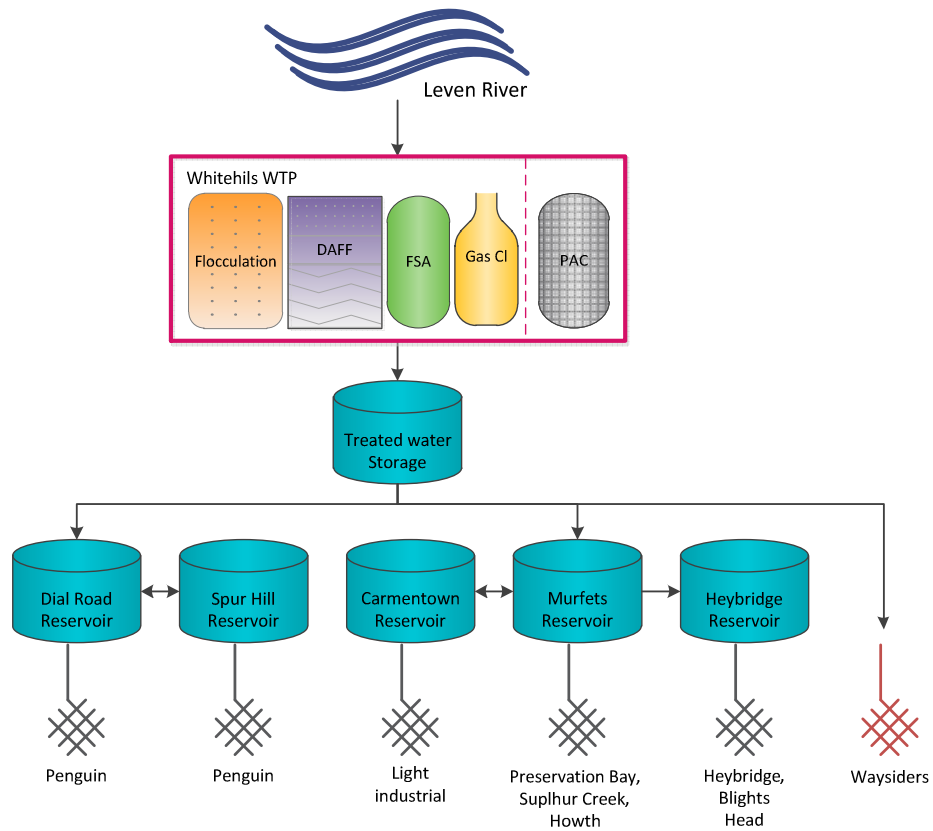 Leven River
Whitehils WTP
Flocculation
DAFF
FSA
Gas Cl
PAC
Treated water
Storage
Dial Road
Reservoir
Spur Hill
Reservoir
Carmentown
Reservoir
Murfets
Reservoir
Heybridge
Reservoir
Penguin
Penguin
Light
industrial
Preservation Bay,
Suplhur Creek,
Howth
Heybridge,
Blights
Head
Waysiders